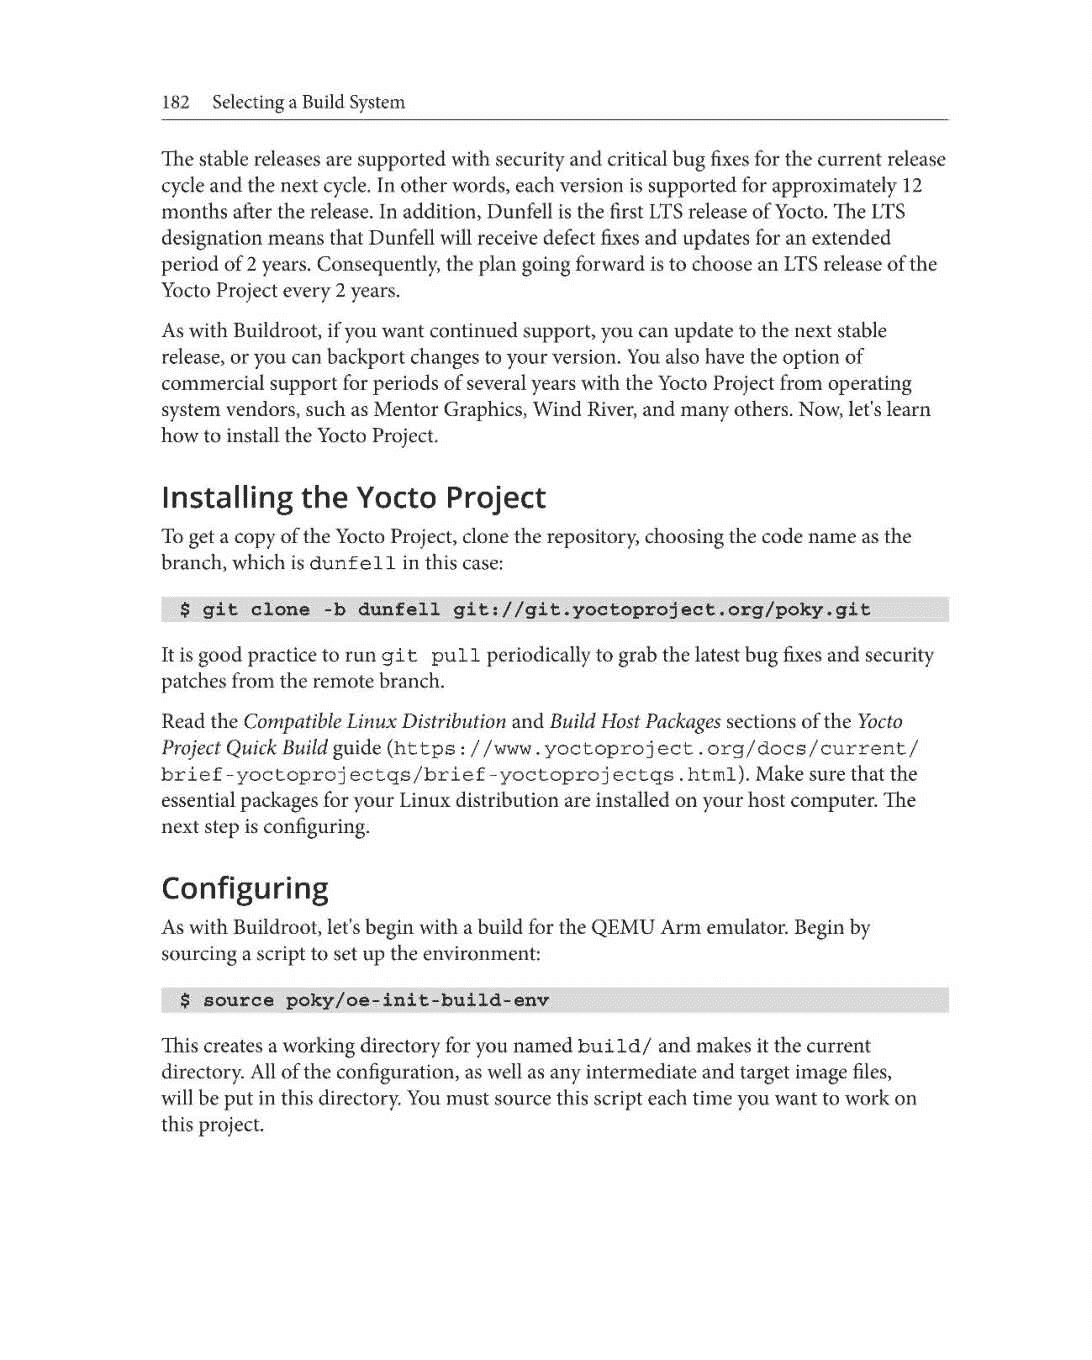 182 Selecting a Build System
The stable releases are supported with security and critical bug fixes for the current release
cycle and the next cycle. In other words, each version is supported for approximately 12
months after the release. In addition, Dunfell is the first LTS release of Yocto. The LTS
designation means that Dunfell will receive defect fixes and updates for an extended
period of 2 years. Consequently, the plan going forward is to choose an LTS release of the
Yocto Project every 2 years.
As with Buildroot, if you want continued support, you can update to the next stable
release, or you can backport changes to your version. You also have the option of
commercial support for periods of several years with the Yocto Project from operating
system vendors, such as Mentor Graphics, Wind River, and many others. Now, let's learn
how to install the Yocto Project.
Installing the Yocto Project
To get a copy of the Yocto Project, clone the repository, choosing the code name as the
branch, which is dunfell in this case:
$ git clone -b dunfell git://git.yoctoproject.org/poky.git
It is good practice to run git pull periodically to grab the latest bug fixes and security
patches from the remote branch.
Read the Compatible Linux Distribution and Build Host Packages sections of the Yocto
Project Quick Build guide (https://www.yoctoproject.org/docs/current/
brief-yoctoprojectqs/brief-yoctoprojectqs.html). Make sure that the
essential packages for your Linux distribution are installed on your host computer. The
next step is configuring.
Configuring
As with Buildroot, let's begin with a build for the QEMU Arm emulator. Begin by
sourcing a script to set up the environment:
$ source poky/oe-init-build-env
This creates a working directory for you named build/ and makes it the current
directory. All of the configuration, as well as any intermediate and target image files,
will be put in this directory. You must source this script each time you want to work on
this project.